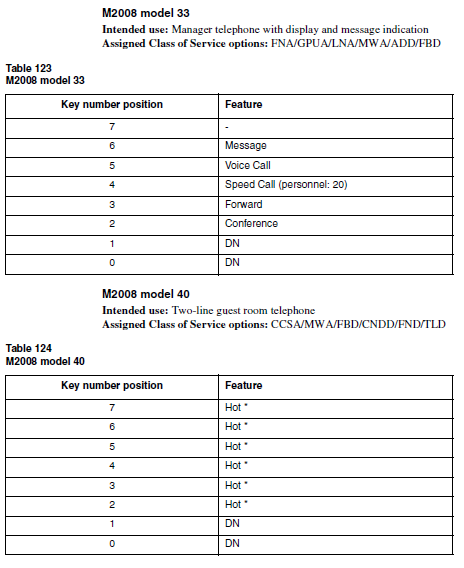 M2008 model 33
Intended use: Manager telephone with display and message indication
Assigned Class of Service options: FNA/GPUA/LNA/MWA/ADD/FBD
Table 123
M2008 model 33
Key number position Feature
7 -
6 Message
5 Voice Call
4 Speed Call (personnel: 20)
3 Forward
2 Conference
1 DN
0 DN
M2008 model 40
Intended use: Two-line guest room telephone
Assigned Class of Service options: CCSA/MWA/FBD/CNDD/FND/TLD
Table 124
M2008 model 40
Key number position Feature
7 Hot *
6 Hot *
5 Hot *
4 Hot *
3 Hot *
2 Hot *
1 DN
0 DN